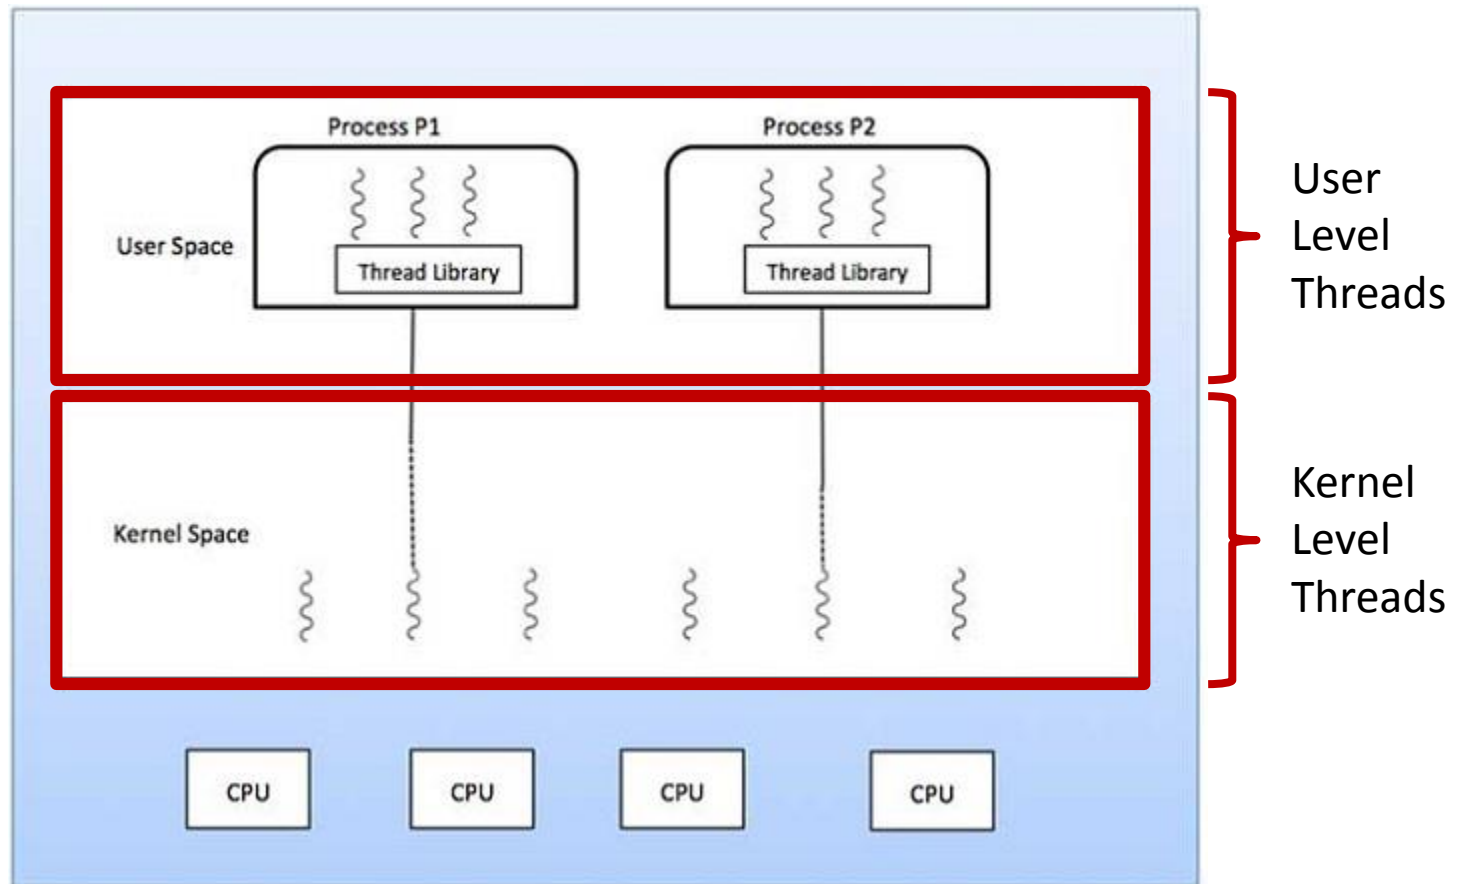 Process P1
Process P2
User Space
Thread Library
Thread Library
User
Level
Threads
Kernel Space
Kernel
Level
Threads
CPU
CPU
CPU
CPU